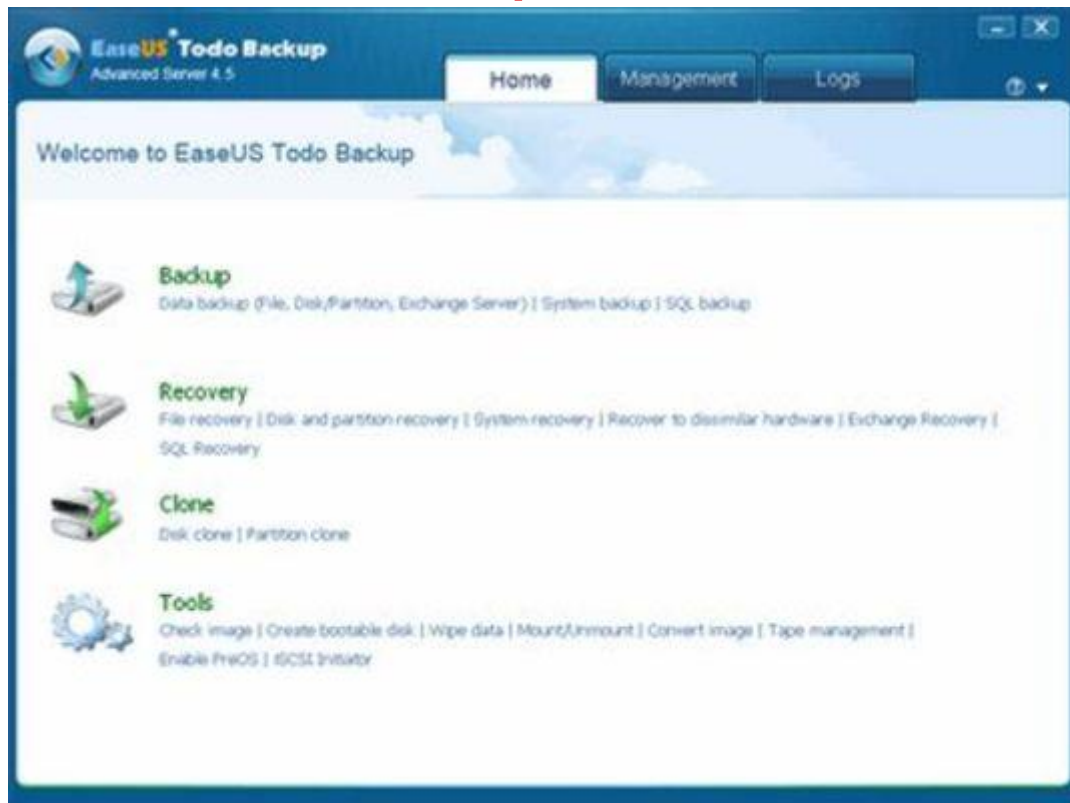 EaseUS Todo Backup
Advanced Server 4.5
Home
Management
Logs
Welcome to EaseUS Todo Backup
Backup
Data backup (File, Disk/Partition, Exchange Server) | System backup | SQL backup
Recovery
File recovery | Disk and partition recovery | System recovery | Recover to dissimilar hardware | Exchange Recovery |
SQL Recovery
Clone
Disk clone | Partition clone
Tools
Check image | Create bootable disk | Wipe data | Mount/Unmount | Convert image | Tape management |
Enable PreOS | iSCSI Initiator